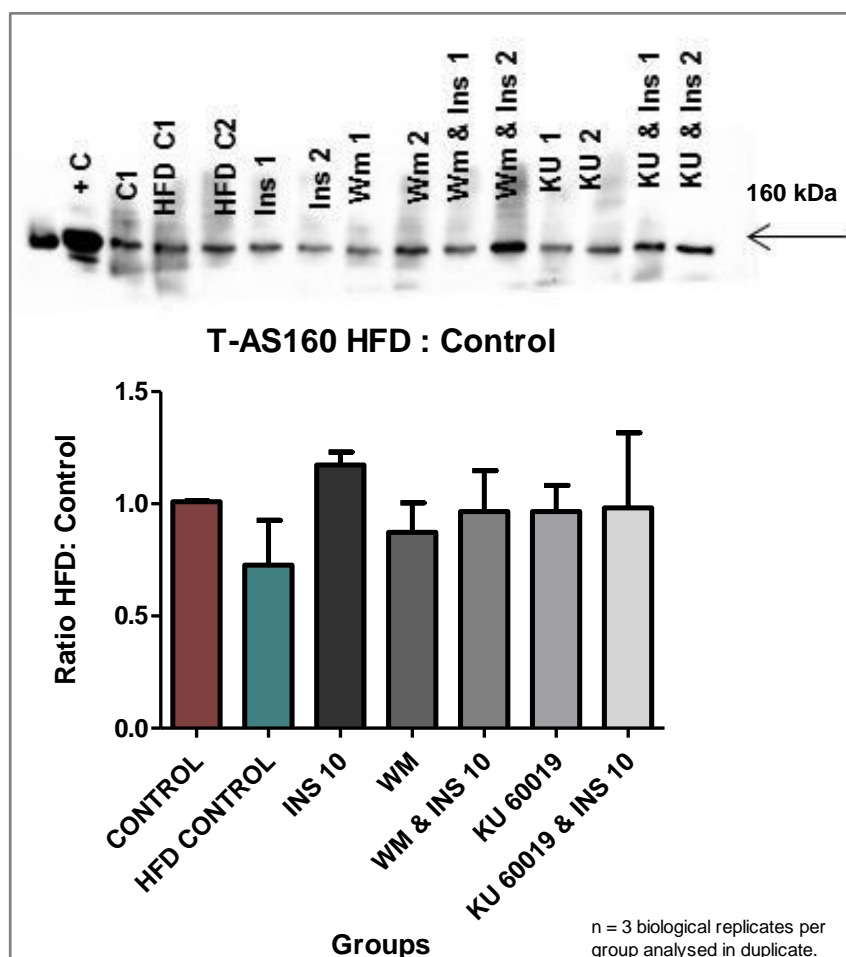 + C
C1
HFD C1
HFD C2
Ins 1
Ins 2
Wm 1
Wm 2
Wm & Ins 1
Wm & Ins 2
KU 1
KU 2
KU & Ins 1
KU & Ins 2
160 kDa
T-AS160 HFD : Control
Ratio HFD: Control
1.5
1.0
0.5
0.0
CONTROL
HFD CONTROL
INS 10
WM
WM & INS 10
KU 60019
KU 60019 & INS 10
Groups
n = 3 biological replicates per
group analysed in duplicate.